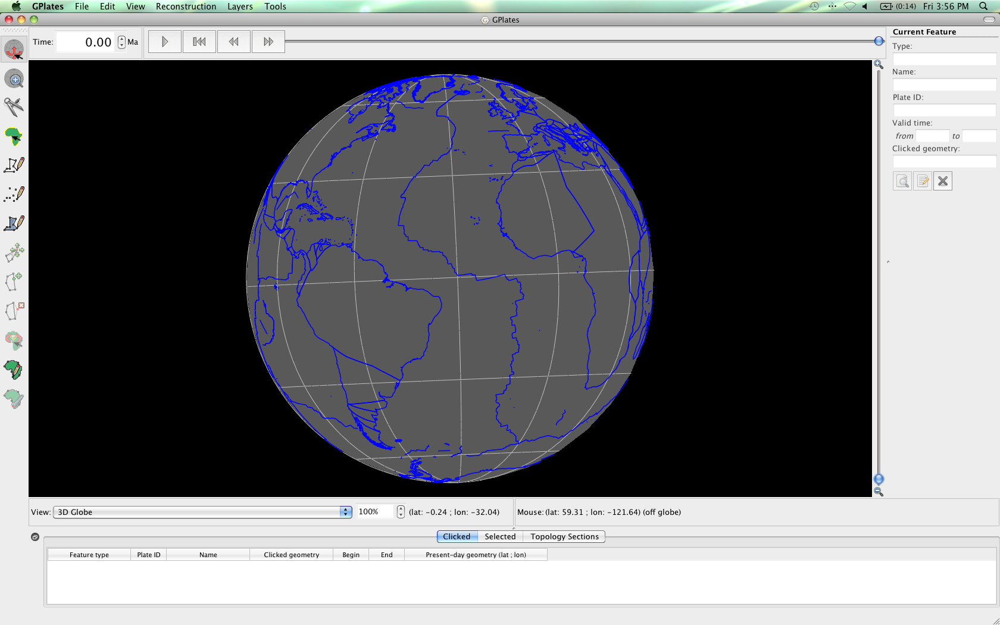 GPlates File Edit View Reconstruction Layers Tools (0:14) Fri 3:56 PM
GPlates
Time: 0.00 Ma
Current Feature
Type:
Name:
Plate ID:
Valid time:
from to
Clicked geometry:
View: 3D Globe 100% (lat: -0.24 ; lon: -32.04) Mouse: (lat: 59.31 ; lon: -121.64) (off globe)
Clicked Selected Topology Sections
Feature type Plate ID Name Clicked geometry Begin End Present-day geometry (lat ; lon)